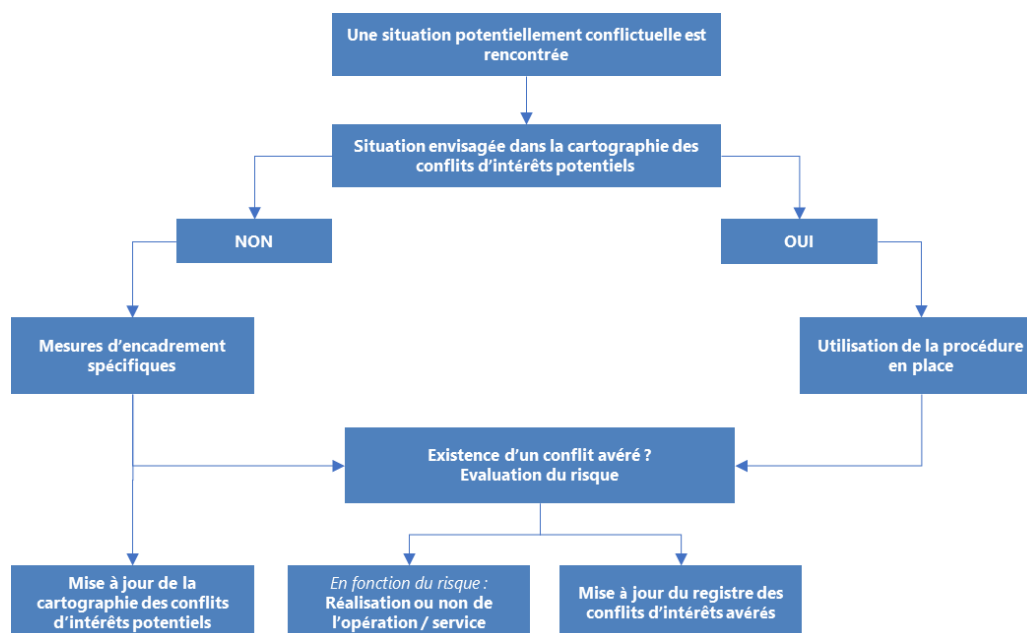 Une situation potentiellement conflictuelle est
rencontrée
Situation envisagée dans la cartographie des
conflits d'intérêts potentiels
NON
OUI
Mesures d'encadrement
spécifiques
Utilisation de la procédure
en place
Existence d'un conflit avéré ?
Evaluation du risque
Mise à jour de la
cartographie des conflits
d'intérêts potentiels
En fonction du risque :
Réalisation ou non de
l'opération / service
Mise à jour du registre des
conflits d'intérêts avérés